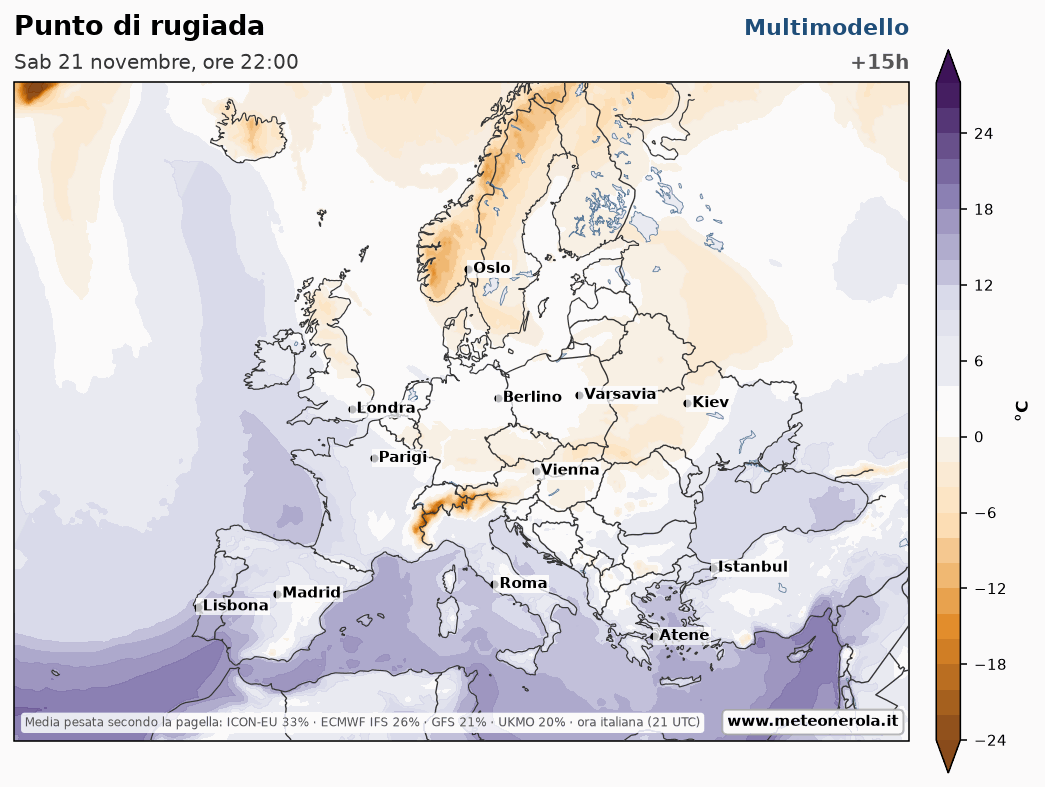 Punto di rugiada
Multimodello
Sab 21 novembre, ore 22:00
+15h
24
18
12
6
0
−6
−12
−18
−24
°C
Oslo
Berlino
Varsavia
Kiev
Londra
Parigi
Vienna
Istanbul
Roma
Madrid
Lisbona
Atene
Media pesata secondo la pagella: ICON-EU 33% · ECMWF IFS 26% · GFS 21% · UKMO 20% · ora italiana (21 UTC)
www.meteonerola.it